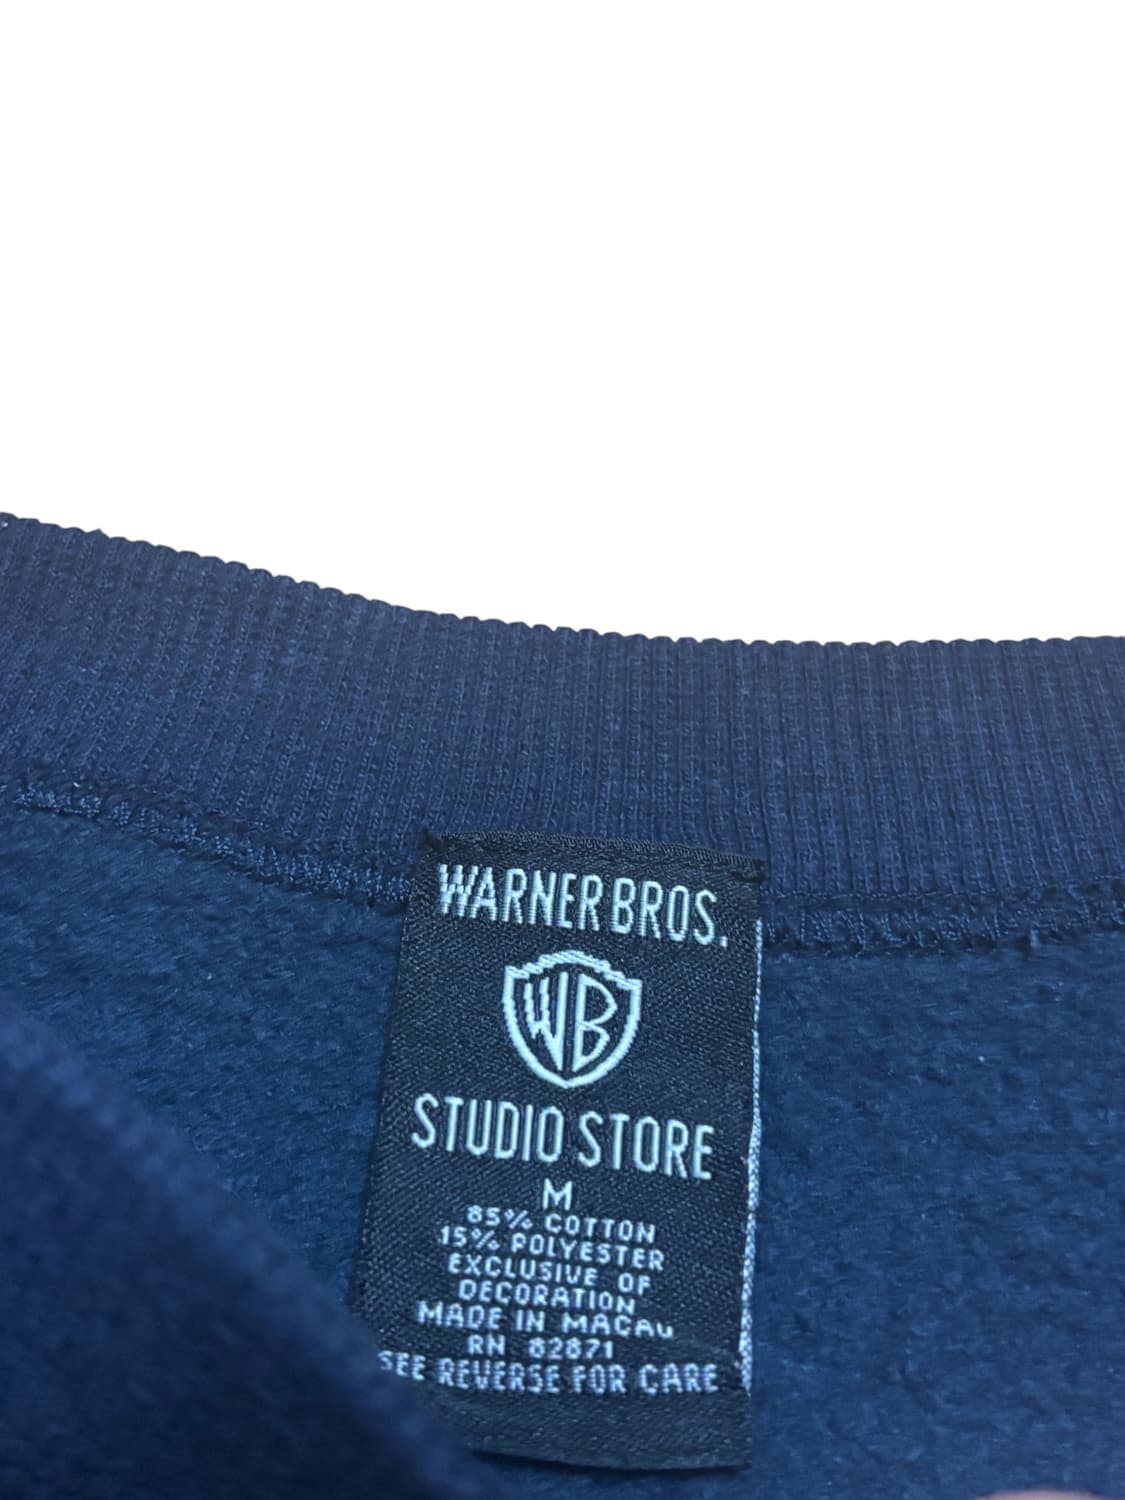 WARNER BROS.
WB
STUDIO STORE
M
85% COTTON
15% POLYESTER
EXCLUSIVE OF
DECORATION
MADE IN MACAU
RN 82871
SEE REVERSE FOR CARE